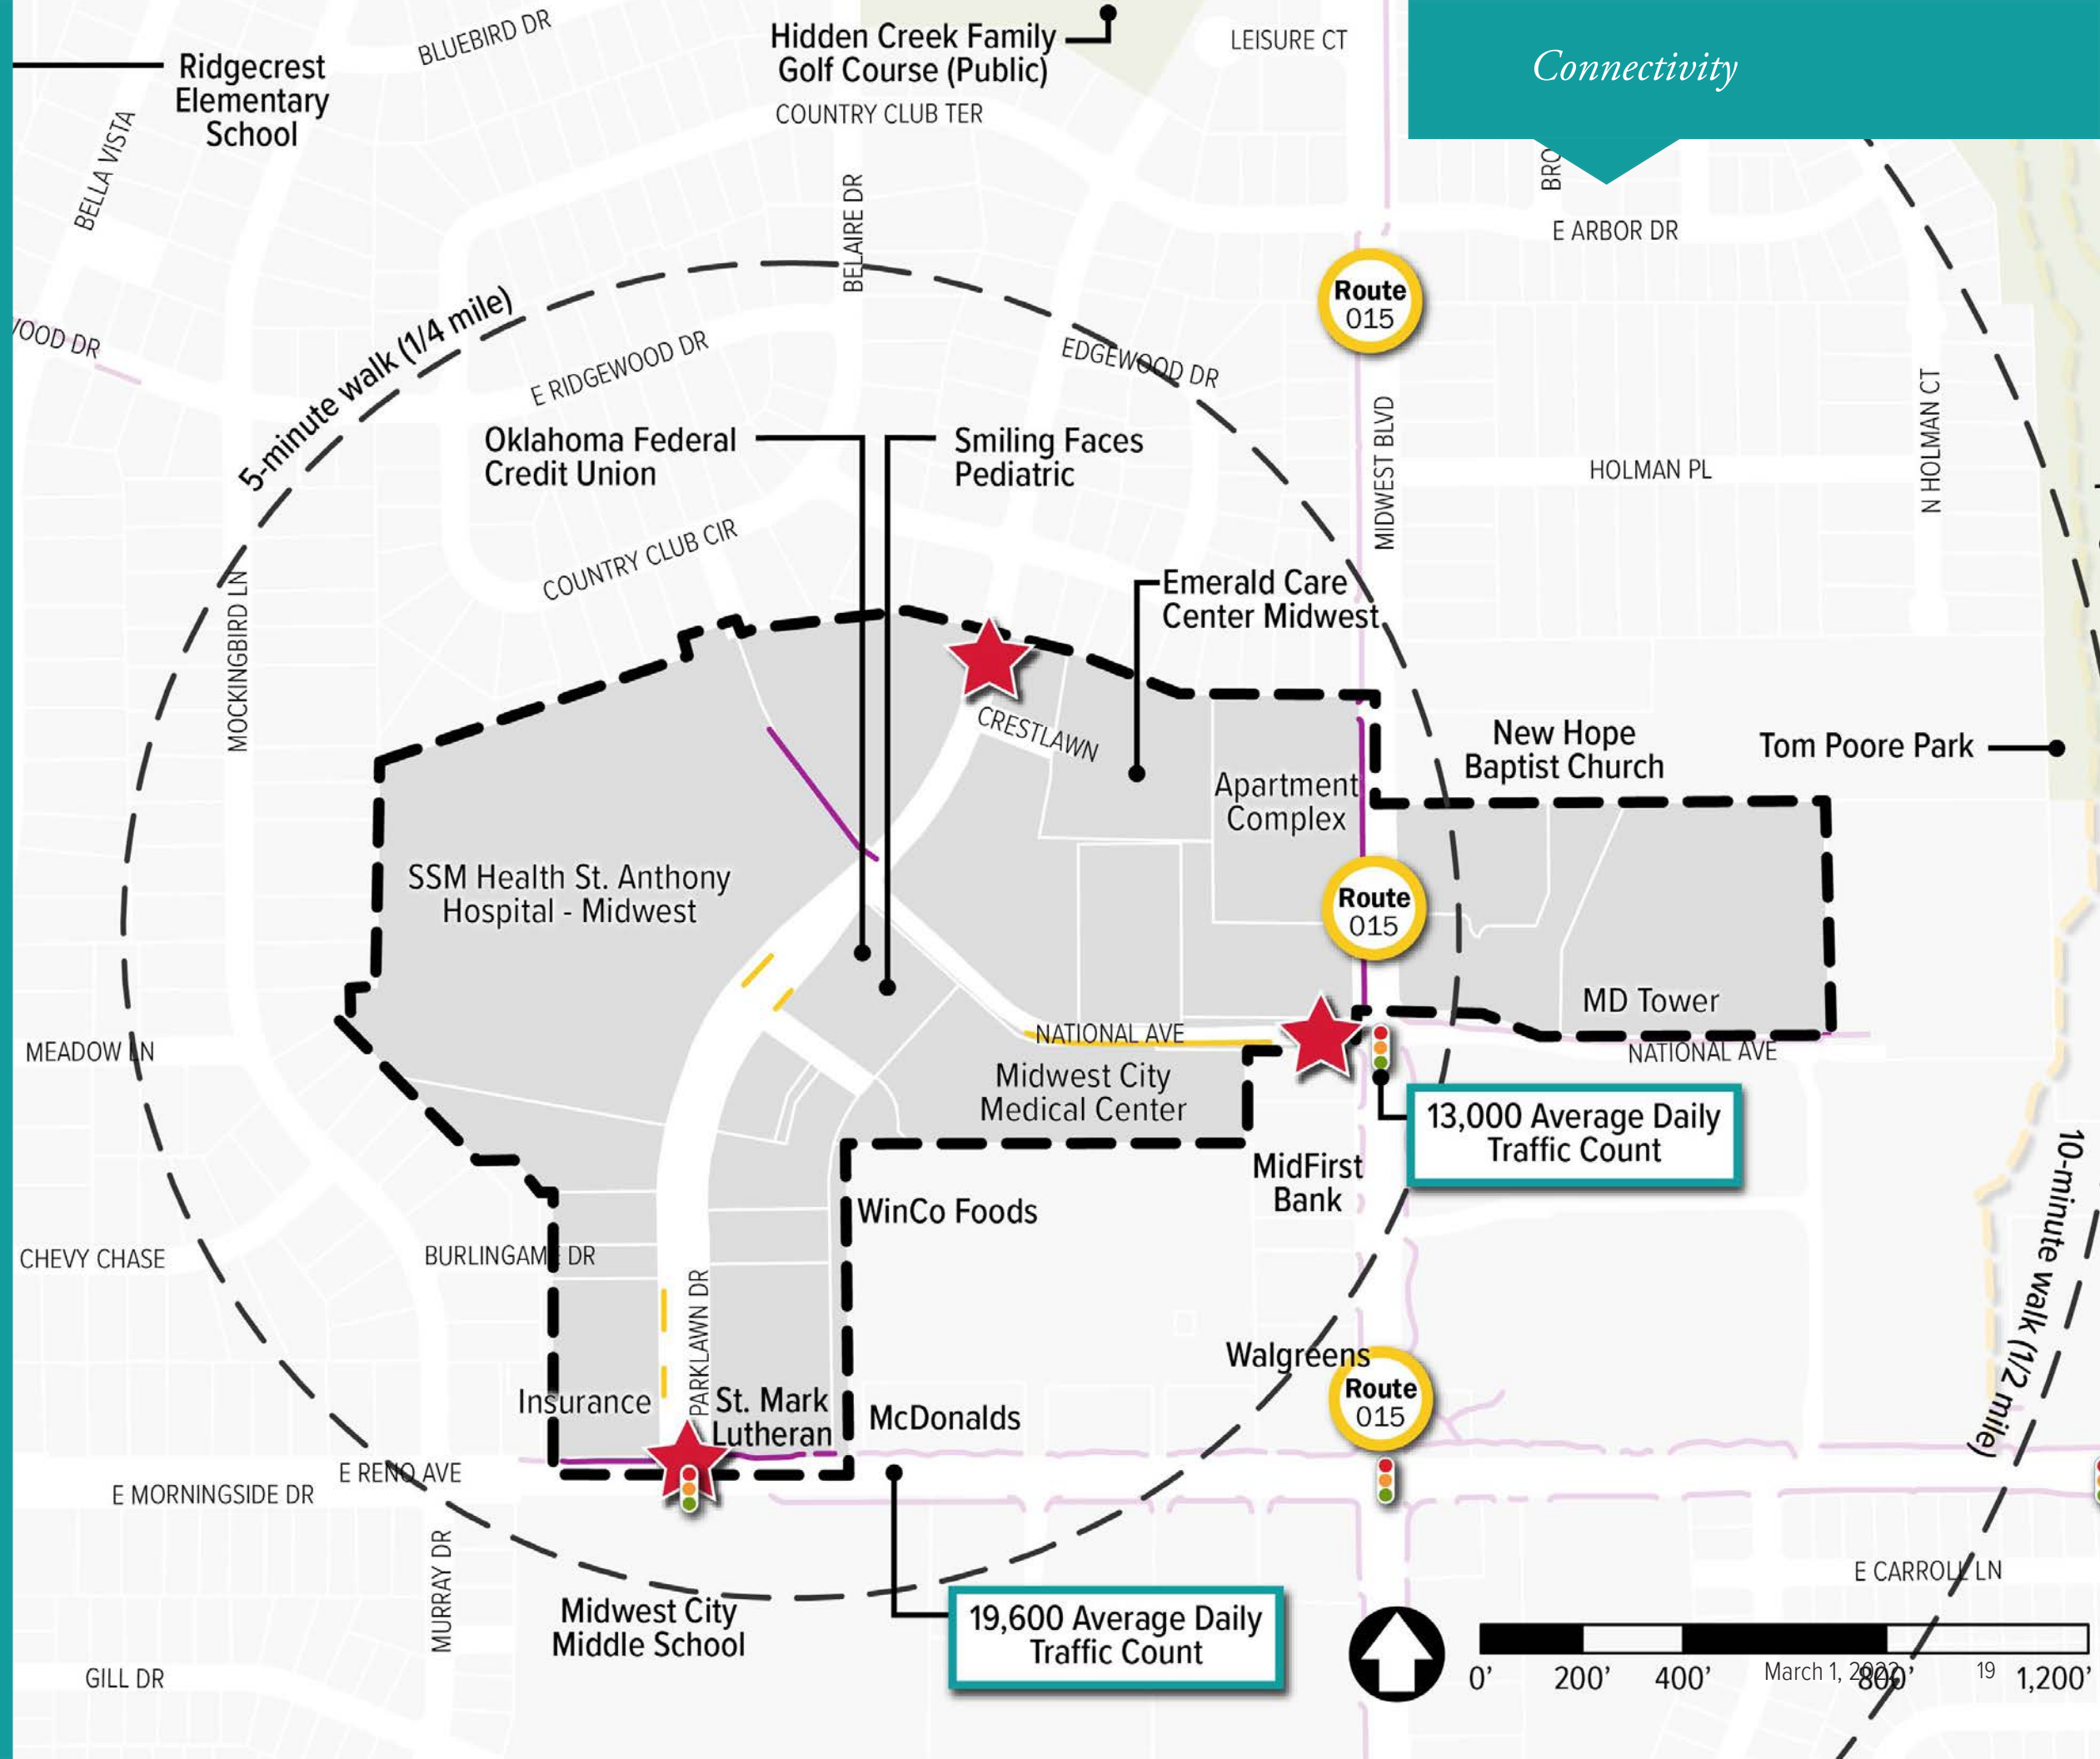 Connectivity
Ridgecrest
Elementary
School
BLUEBIRD DR
Hidden Creek Family
Golf Course (Public)
LEISURE CT
COUNTRY CLUB TER
BELLA VISTA
BELAIRE DR
BRO
E ARBOR DR
Route
015
OOD DR
5-minute walk (1/4 mile)
E RIDGEWOOD DR
EDGEWOOD DR
MIDWEST BLVD
HOLMAN PL
N HOLMAN CT
Oklahoma Federal
Credit Union
Smiling Faces
Pediatric
COUNTRY CLUB CIR
Emerald Care
Center Midwest
MOCKINGBIRD LN
CRESTLAWN
New Hope
Baptist Church
Tom Poore Park
Apartment
Complex
SSM Health St. Anthony
Hospital - Midwest
Route
015
MD Tower
MEADOW LN
NATIONAL AVE
NATIONAL AVE
Midwest City
Medical Center
13,000 Average Daily
Traffic Count
MidFirst
Bank
10-minute walk (1/2 mile)
WinCo Foods
CHEVY CHASE
BURLINGAME DR
PARKLAWN DR
Walgreens
Route
015
Insurance
St. Mark
Lutheran
McDonalds
E RENO AVE
E MORNINGSIDE DR
MURRAY DR
E CARROLL LN
Midwest City
Middle School
19,600 Average Daily
Traffic Count
GILL DR
0' 200' 400' 800' 1,200'
March 1, 2022 19